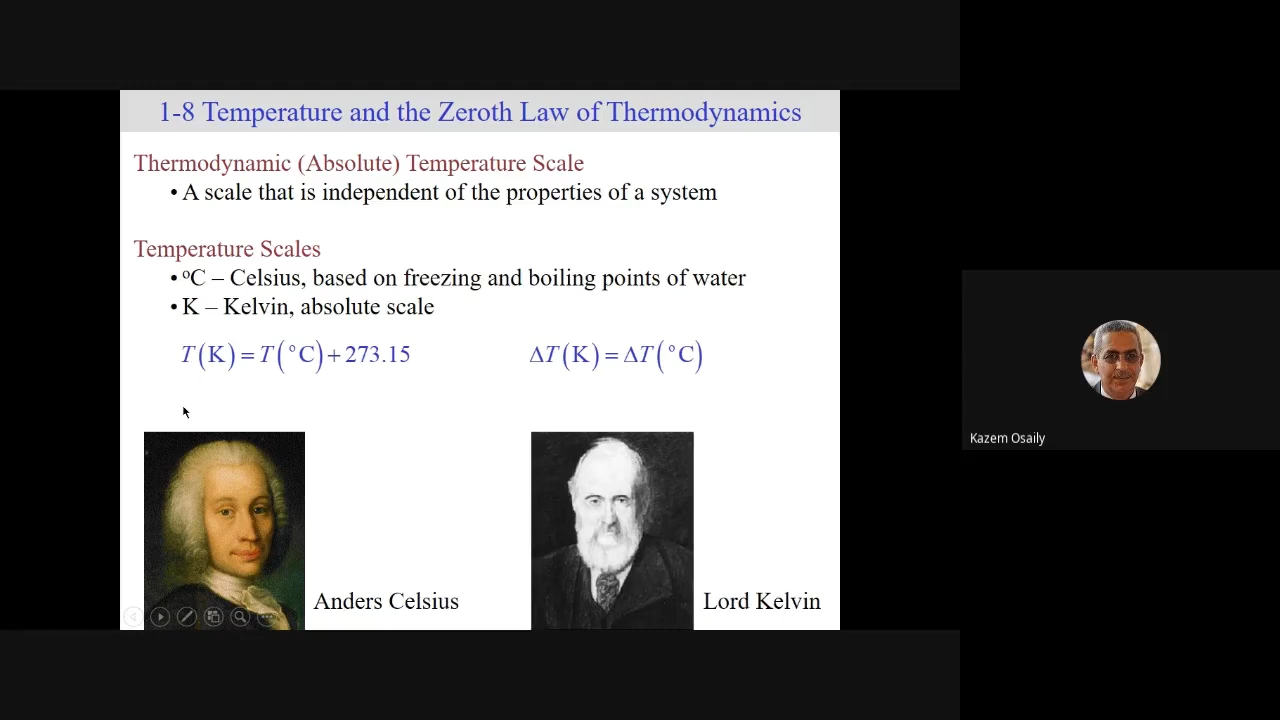 1-8 Temperature and the Zeroth Law of Thermodynamics
Thermodynamic (Absolute) Temperature Scale
• A scale that is independent of the properties of a system
Temperature Scales
• ºC – Celsius, based on freezing and boiling points of water
• K – Kelvin, absolute scale
T(K) = T(°C) + 273.15
ΔT(K) = ΔT(°C)
Anders Celsius
Lord Kelvin
Kazem Osaily